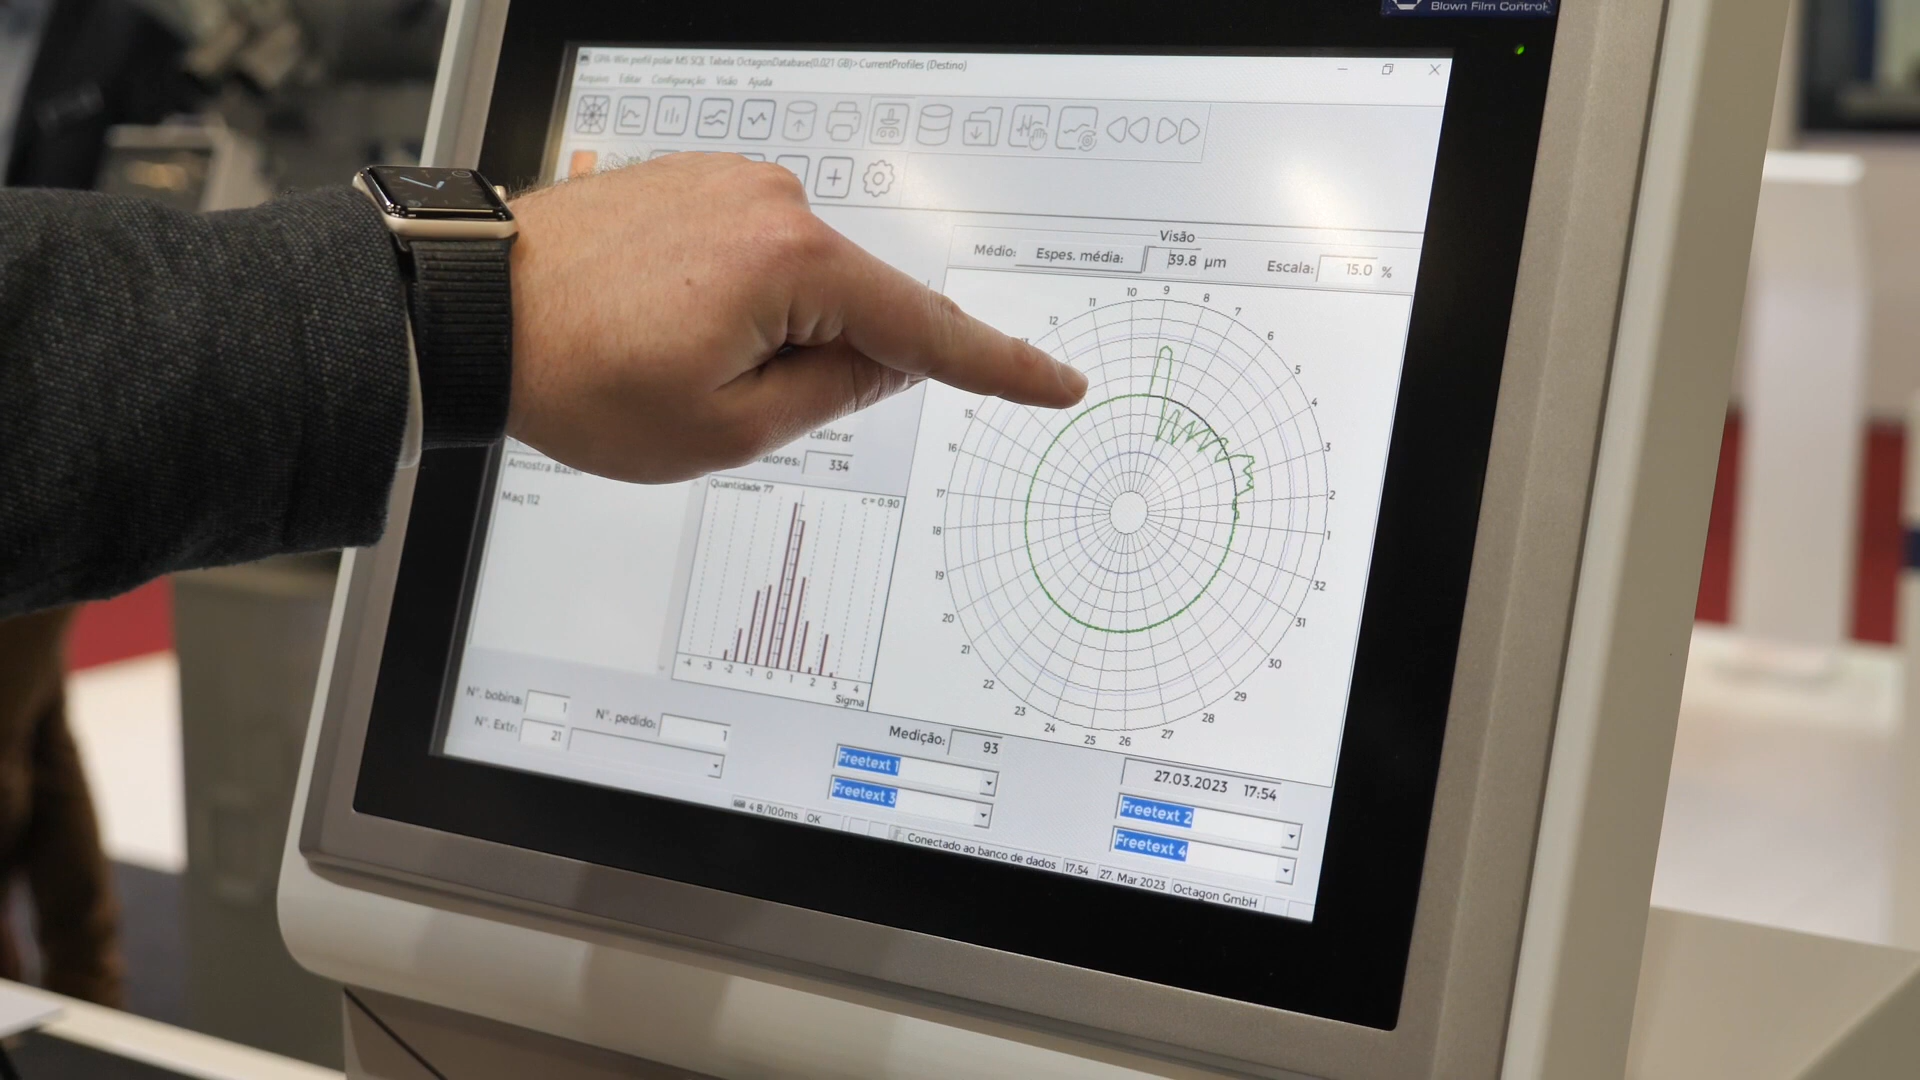 Blown Film Control
GPA-Win perfil polar MS SQL Tabela OctagonDatabase(0.021 GB)>CurrentProfiles (Destino)
Arquivo Editar Configuração Visão Ajuda
Visão
Médio: Espes. média: 39.8 µm Escala: 15.0 %
10 9 8 7 6 5 4 3 2 1 32 31 30 29 28 27 26 25 24 23 22 21 20 19 18 17 16 15 12 11
calibrar
334
Amostra
Maq 112
Quantidade 77
c = 0.90
-4 -3 -2 -1 0 1 2 3 4
Sigma
N°. bobina: 1
N°. Extr: 21
N°. pedido: 1
Medição: 93
27.03.2023 17:54
Freetext 1
Freetext 2
Freetext 3
Freetext 4
4 B/100ms OK
Conectado ao banco de dados 17:54 27. Mar 2023 Octagon GmbH